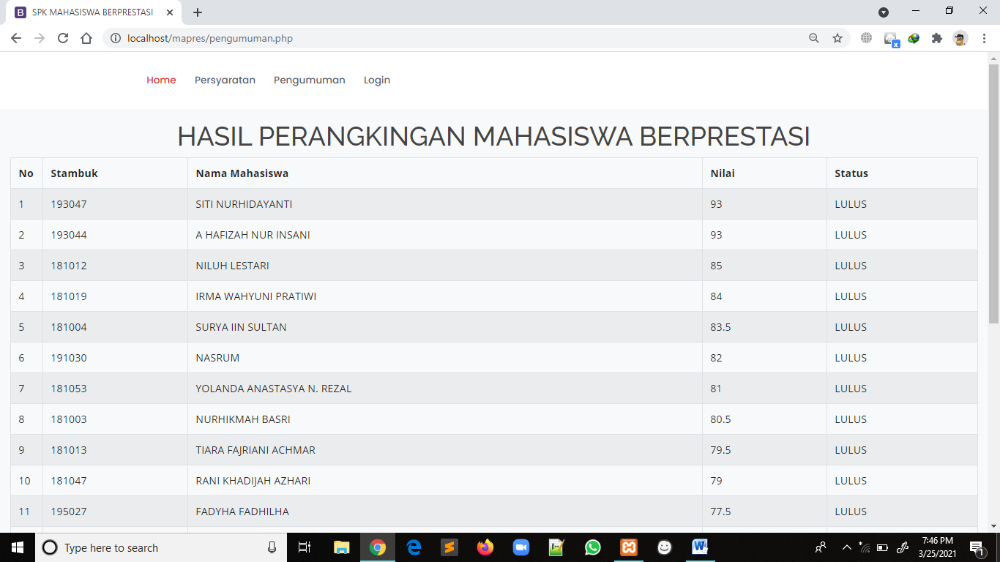 SPK MAHASISWA BERPRESTASI
localhost/mapres/pengumuman.php
Home Persyaratan Pengumuman Login
HASIL PERANGKINGAN MAHASISWA BERPRESTASI
No Stambuk Nama Mahasiswa Nilai Status
1 193047 SITI NURHIDAYANTI 93 LULUS
2 193044 A HAFIZAH NUR INSANI 93 LULUS
3 181012 NILUH LESTARI 85 LULUS
4 181019 IRMA WAHYUNI PRATIWI 84 LULUS
5 181004 SURYA IIN SULTAN 83.5 LULUS
6 191030 NASRUM 82 LULUS
7 181053 YOLANDA ANASTASYA N. REZAL 81 LULUS
8 181003 NURHIKMAH BASRI 80.5 LULUS
9 181013 TIARA FAJRIANI ACHMAR 79.5 LULUS
10 181047 RANI KHADIJAH AZHARI 79 LULUS
11 195027 FADYHA FADHILHA 77.5 LULUS
Type here to search
7:46 PM
3/25/2021
1